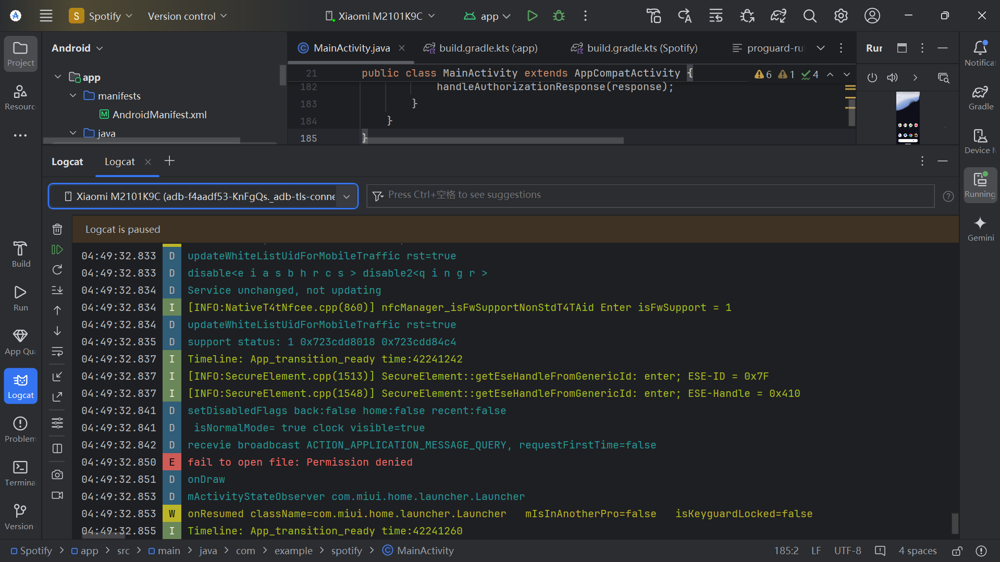 S Spotify
Version control
Xiaomi M2101K9C
app
Project
Resourc
Build
Run
App Qua
Logcat
Problem
Termina
Version
Android
app
manifests
AndroidManifest.xml
java
MainActivity.java
build.gradle.kts (:app)
build.gradle.kts (Spotify)
proguard-ru
21 public class MainActivity extends AppCompatActivity {
6 1 4
182 handleAuthorizationResponse(response);
183 }
184 }
185 }
Run
Notifica
Gradle
Device M
Running
Gemini
Logcat
Logcat
Xiaomi M2101K9C (adb-f4aadf53-KnFgQs._adb-tls-conne
Press Ctrl+空格 to see suggestions
Logcat is paused
04:49:32.833 D updateWhiteListUidForMobileTraffic rst=true
04:49:32.833 D disable<e i a s b h r c s > disable2<q i n g r >
04:49:32.834 D Service unchanged, not updating
04:49:32.834 I [INFO:NativeT4tNfcee.cpp(860)] nfcManager_isFwSupportNonStdT4TAid Enter isFwSupport = 1
04:49:32.834 D updateWhiteListUidForMobileTraffic rst=true
04:49:32.835 D support status: 1 0x723cdd8018 0x723cdd84c4
04:49:32.837 I Timeline: App_transition_ready time:42241242
04:49:32.837 I [INFO:SecureElement.cpp(1513)] SecureElement::getEseHandleFromGenericId: enter; ESE-ID = 0x7F
04:49:32.837 I [INFO:SecureElement.cpp(1548)] SecureElement::getEseHandleFromGenericId: enter; ESE-Handle = 0x410
04:49:32.841 D setDisabledFlags back:false home:false recent:false
04:49:32.841 D isNormalMode= true clock visible=true
04:49:32.842 D recevie broadbcast ACTION_APPLICATION_MESSAGE_QUERY, requestFirstTime=false
04:49:32.850 E fail to open file: Permission denied
04:49:32.851 D onDraw
04:49:32.853 D mActivityStateObserver com.miui.home.launcher.Launcher
04:49:32.853 W onResumed className=com.miui.home.launcher.Launcher mIsInAnotherPro=false isKeyguardLocked=false
04:49:32.855 I Timeline: App_transition_ready time:42241260
Spotify > app > src > main > java > com > example > spotify > MainActivity
185:2 LF UTF-8 4 spaces